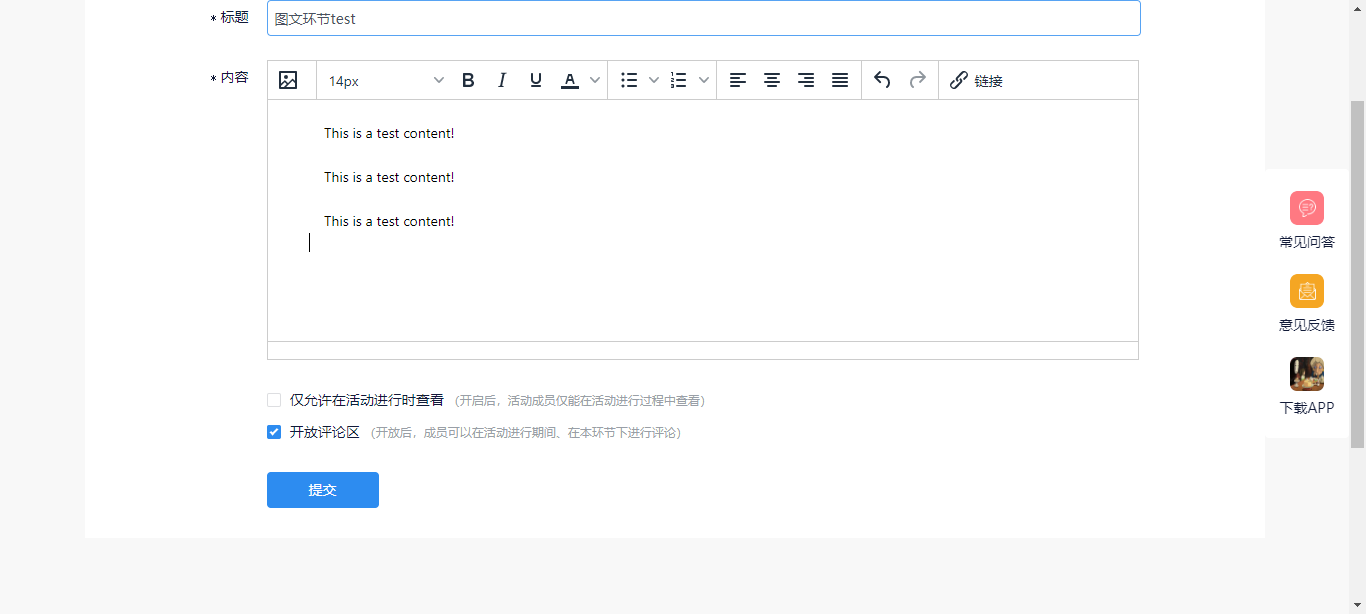 * 标题
图文环节test
* 内容
14px
B I U A
链接
This is a test content!
This is a test content!
This is a test content!
仅允许在活动进行时查看 (开启后，活动成员仅能在活动进行过程中查看)
开放评论区 (开放后，成员可以在活动进行期间、在本环节下进行评论)
提交
常见问答
意见反馈
下载APP